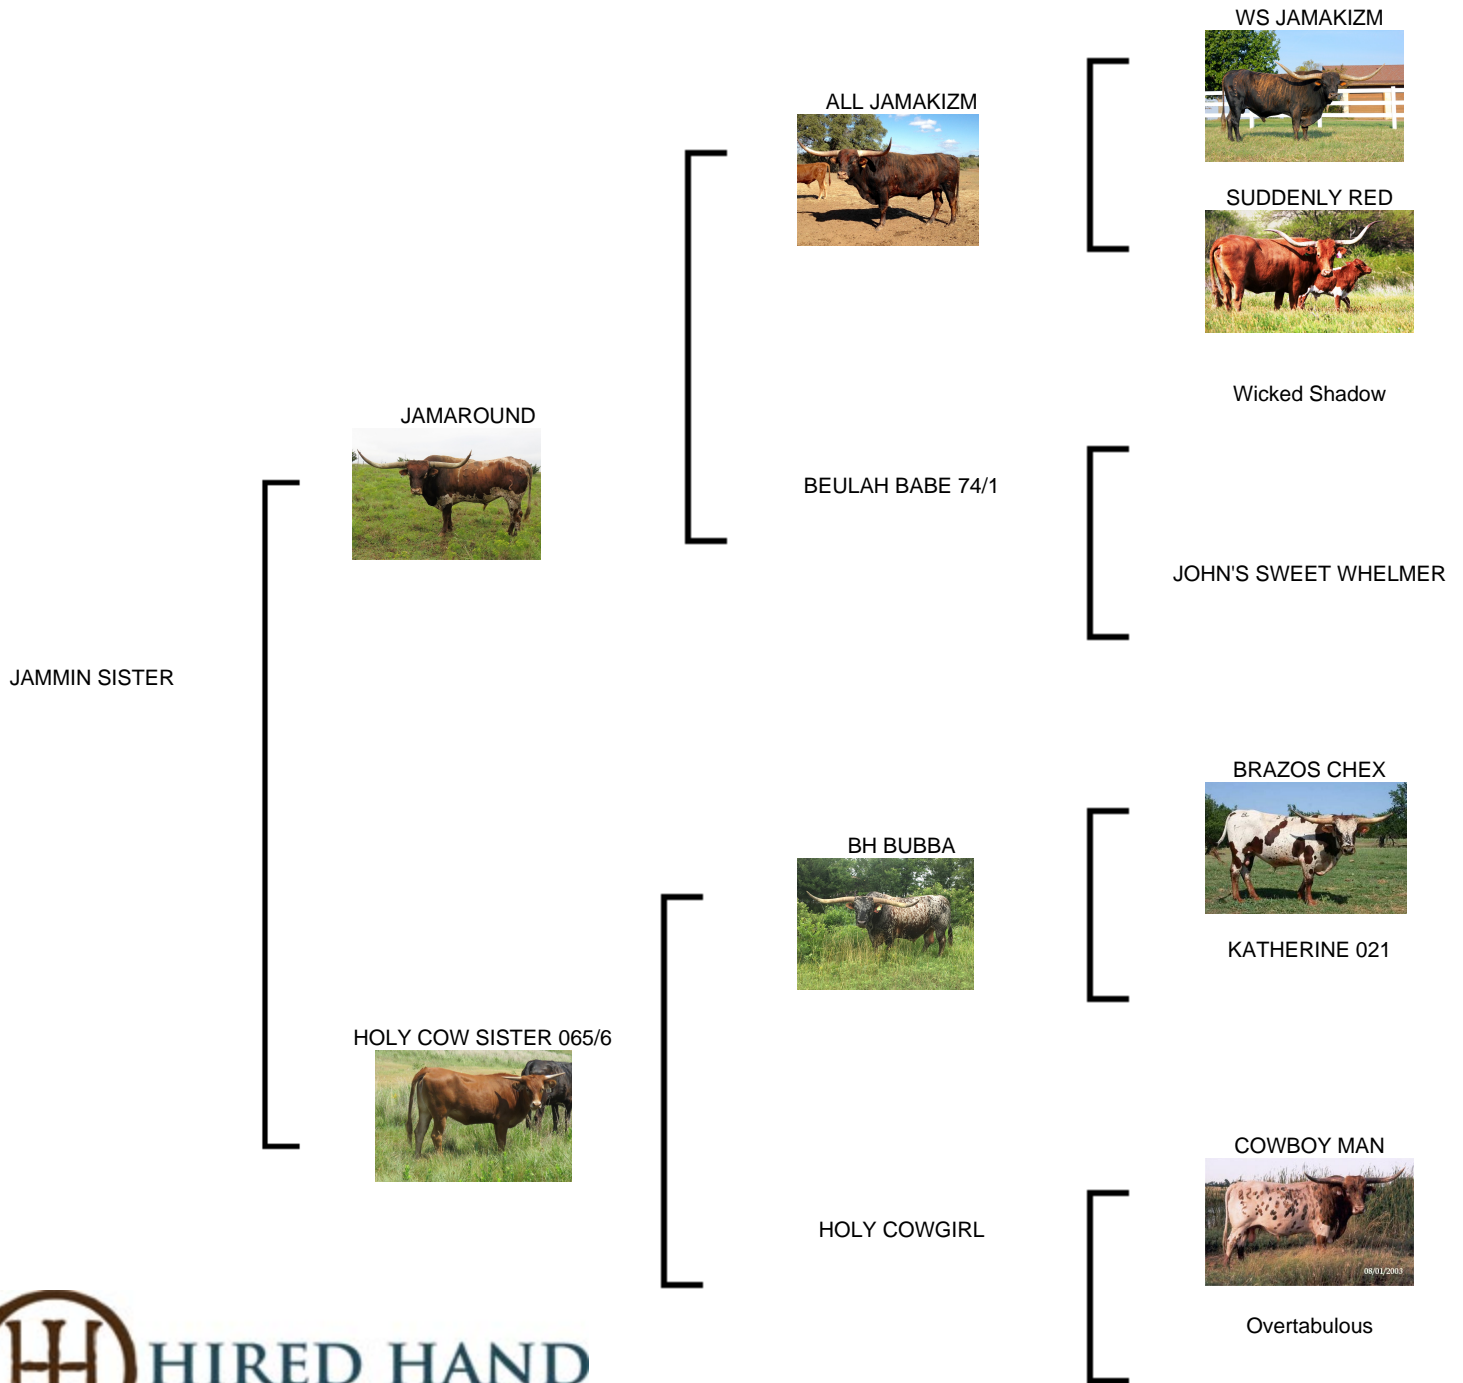 WS JAMAKIZM
ALL JAMAKIZM
SUDDENLY RED
Wicked Shadow
JAMAROUND
BEULAH BABE 74/1
JOHN'S SWEET WHELMER
JAMMIN SISTER
BRAZOS CHEX
BH BUBBA
KATHERINE 021
HOLY COW SISTER 065/6
COWBOY MAN
HOLY COWGIRL
08/01/2003
Overtabulous
HIRED HAND